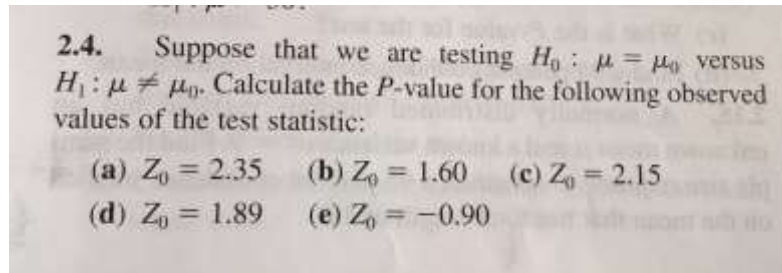 2.4. Suppose that we are testing H₀ : μ = μ₀ versus
H₁ : μ ≠ μ₀. Calculate the P-value for the following observed
values of the test statistic:
(a) Z₀ = 2.35 (b) Z₀ = 1.60 (c) Z₀ = 2.15
(d) Z₀ = 1.89 (e) Z₀ = −0.90